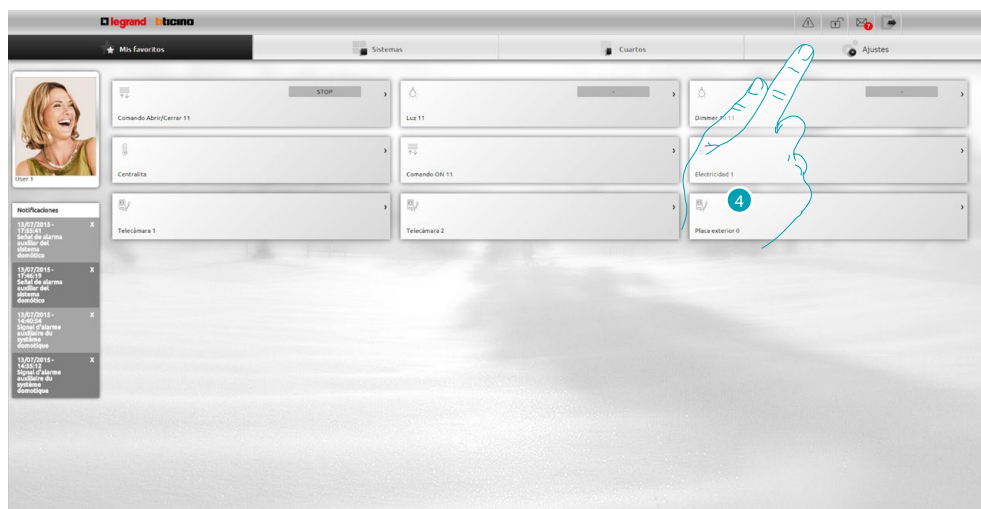 legrand bticino
7
Mis favoritos
Sistemas
Cuartos
Ajustes
User 1
STOP
Comando Abrir/Cerrar 11
-
Luz 11
-
Dimmer 10 11
Centralita
Comando ON 11
Electricidad 1
Telecámara 1
Telecámara 2
Placa exterior 0
4
Notificaciones
13/07/2015 - X
17:55:41
Señal de alarma
auxiliar del
sistema
domótico
13/07/2015 - X
17:46:19
Señal de alarma
auxiliar del
sistema
domótico
13/07/2015 - X
14:40:54
Signal d'alarme
auxiliaire du
système
domotique
13/07/2015 - X
14:35:12
Signal d'alarme
auxiliaire du
système
domotique